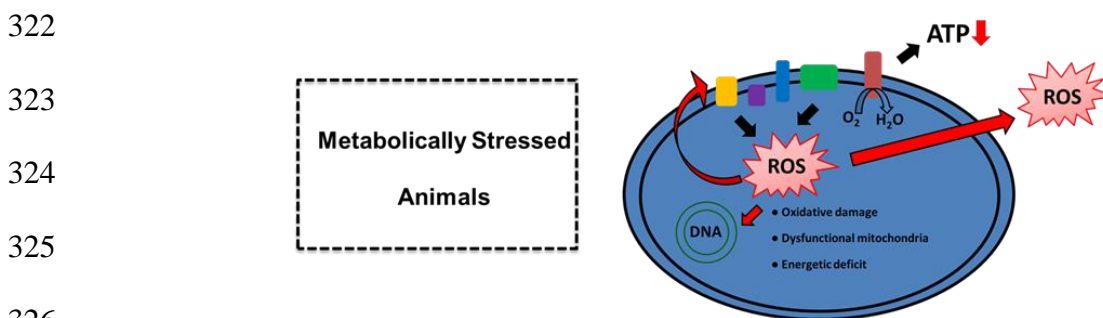 322
ATP
323
ROS
O₂ H₂O
Metabolically Stressed
ROS
324
Animals
• Oxidative damage
DNA
325
• Dysfunctional mitochondria
• Energetic deficit